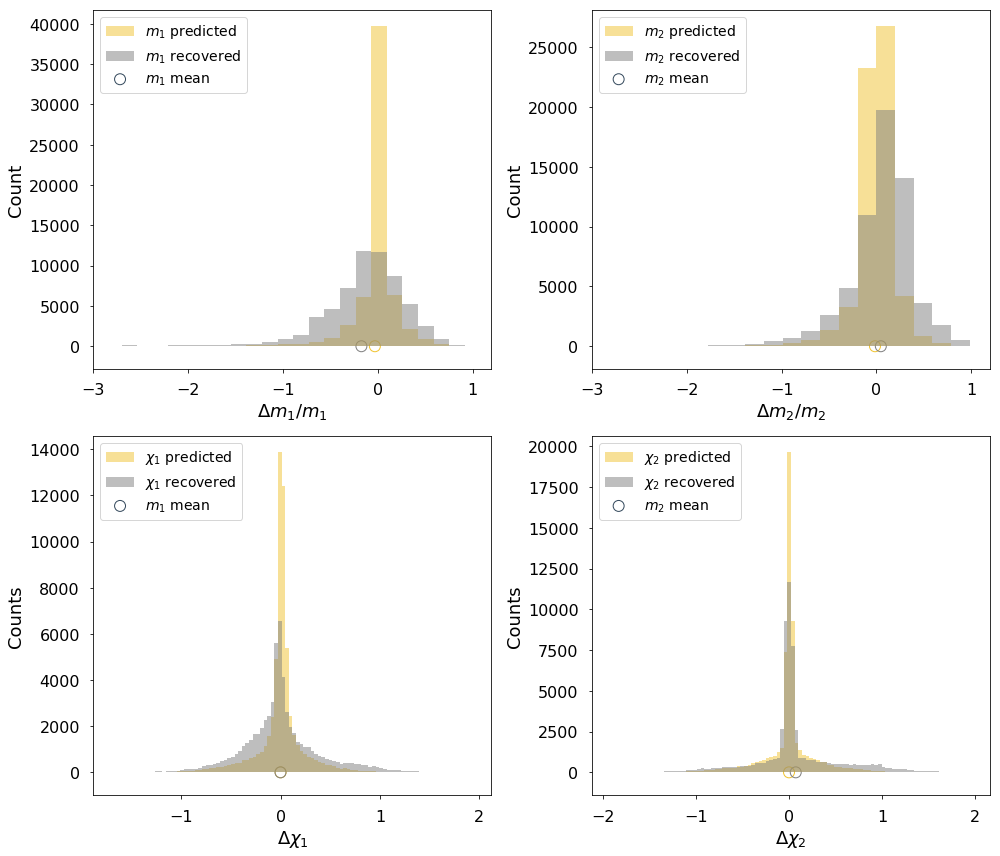 m₁ predicted
m₁ recovered
m₁ mean
Count
40000
35000
30000
25000
20000
15000
10000
5000
0
−3 −2 −1 0 1
Δm₁/m₁
m₂ predicted
m₂ recovered
m₂ mean
Count
25000
20000
15000
10000
5000
0
−3 −2 −1 0 1
Δm₂/m₂
χ₁ predicted
χ₁ recovered
m₁ mean
Counts
14000
12000
10000
8000
6000
4000
2000
0
−1 0 1 2
Δχ₁
χ₂ predicted
χ₂ recovered
m₂ mean
Counts
20000
17500
15000
12500
10000
7500
5000
2500
0
−2 −1 0 1 2
Δχ₂